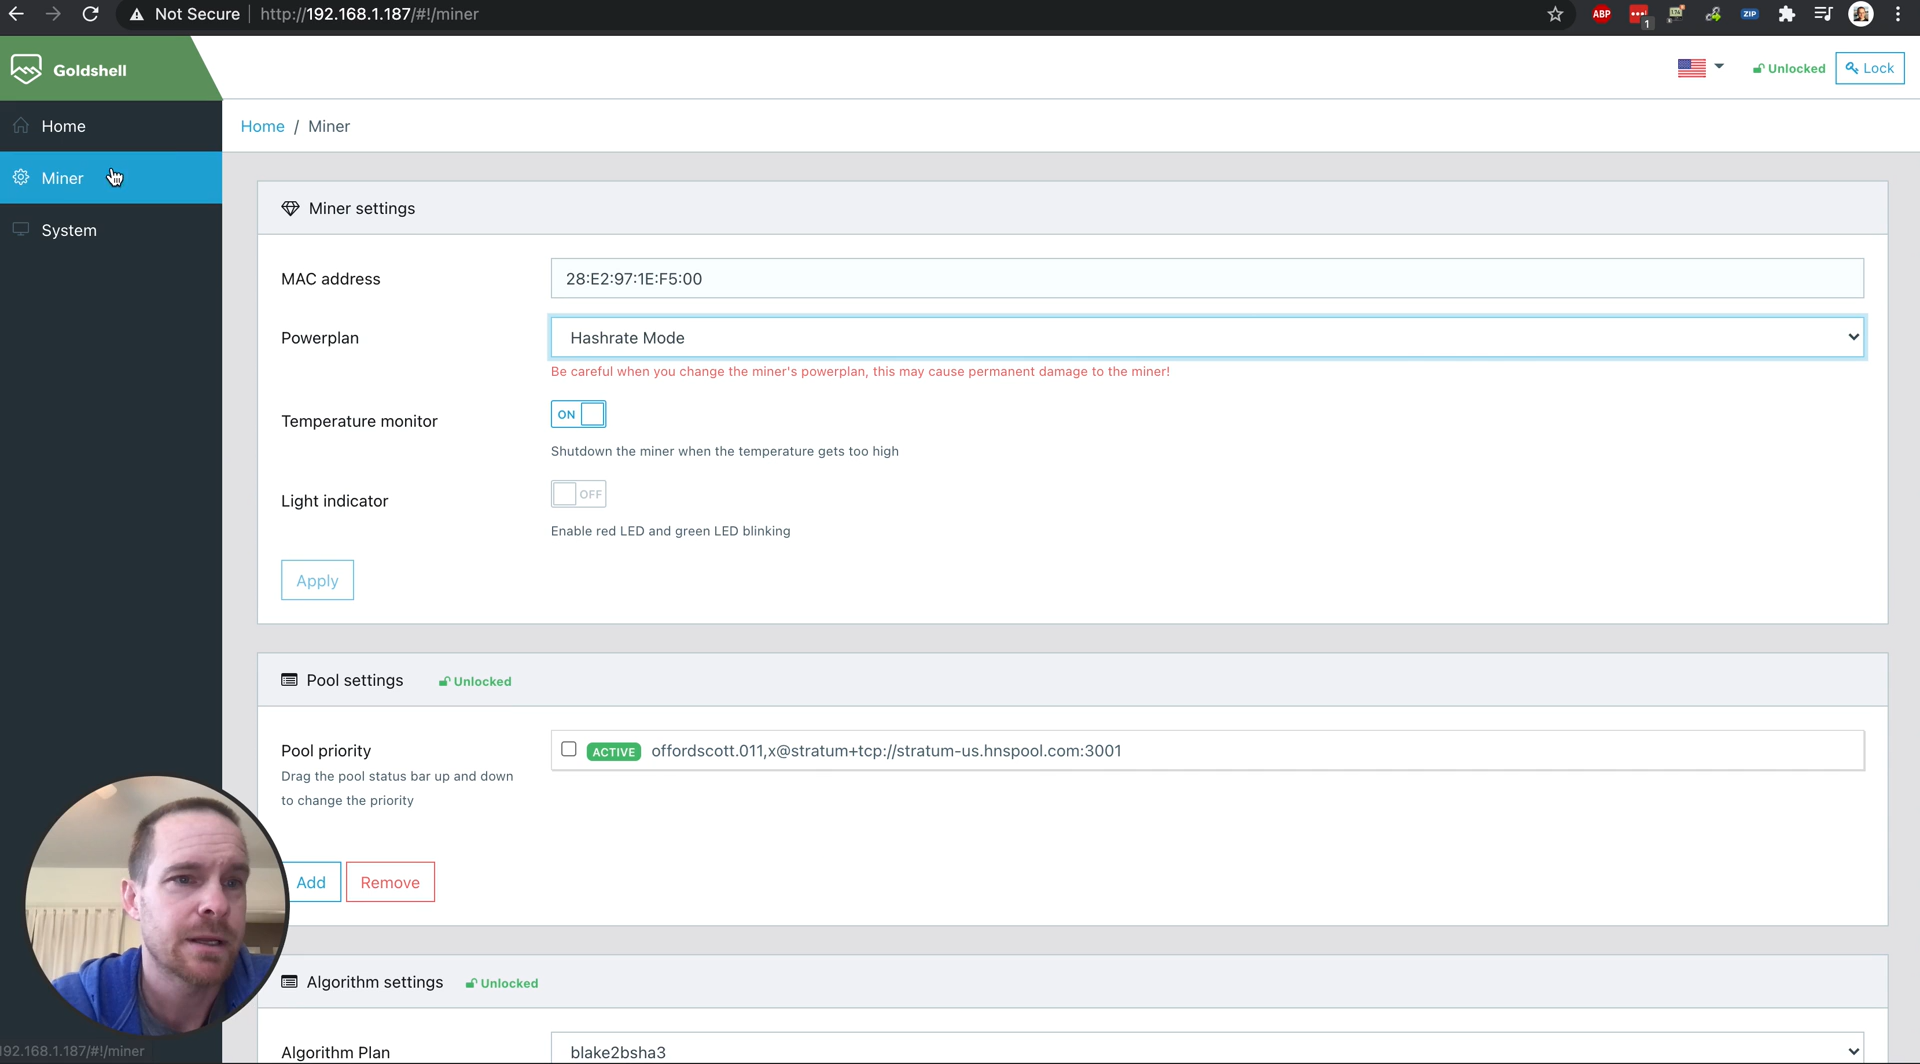 Not Secure
http://192.168.1.187/#!/miner
ABP
1
ZIP
Goldshell
Unlocked
Lock
Home
Miner
System
Home / Miner
Miner settings
MAC address
28:E2:97:1E:F5:00
Powerplan
Hashrate Mode
Be careful when you change the miner's powerplan, this may cause permanent damage to the miner!
Temperature monitor
ON
Shutdown the miner when the temperature gets too high
Light indicator
OFF
Enable red LED and green LED blinking
Apply
Pool settings
Unlocked
Pool priority
Drag the pool status bar up and down
to change the priority
ACTIVE
offordscott.011,x@stratum+tcp://stratum-us.hnspool.com:3001
Add
Remove
Algorithm settings
Unlocked
Algorithm Plan
blake2bsha3
192.168.1.187/#!/miner